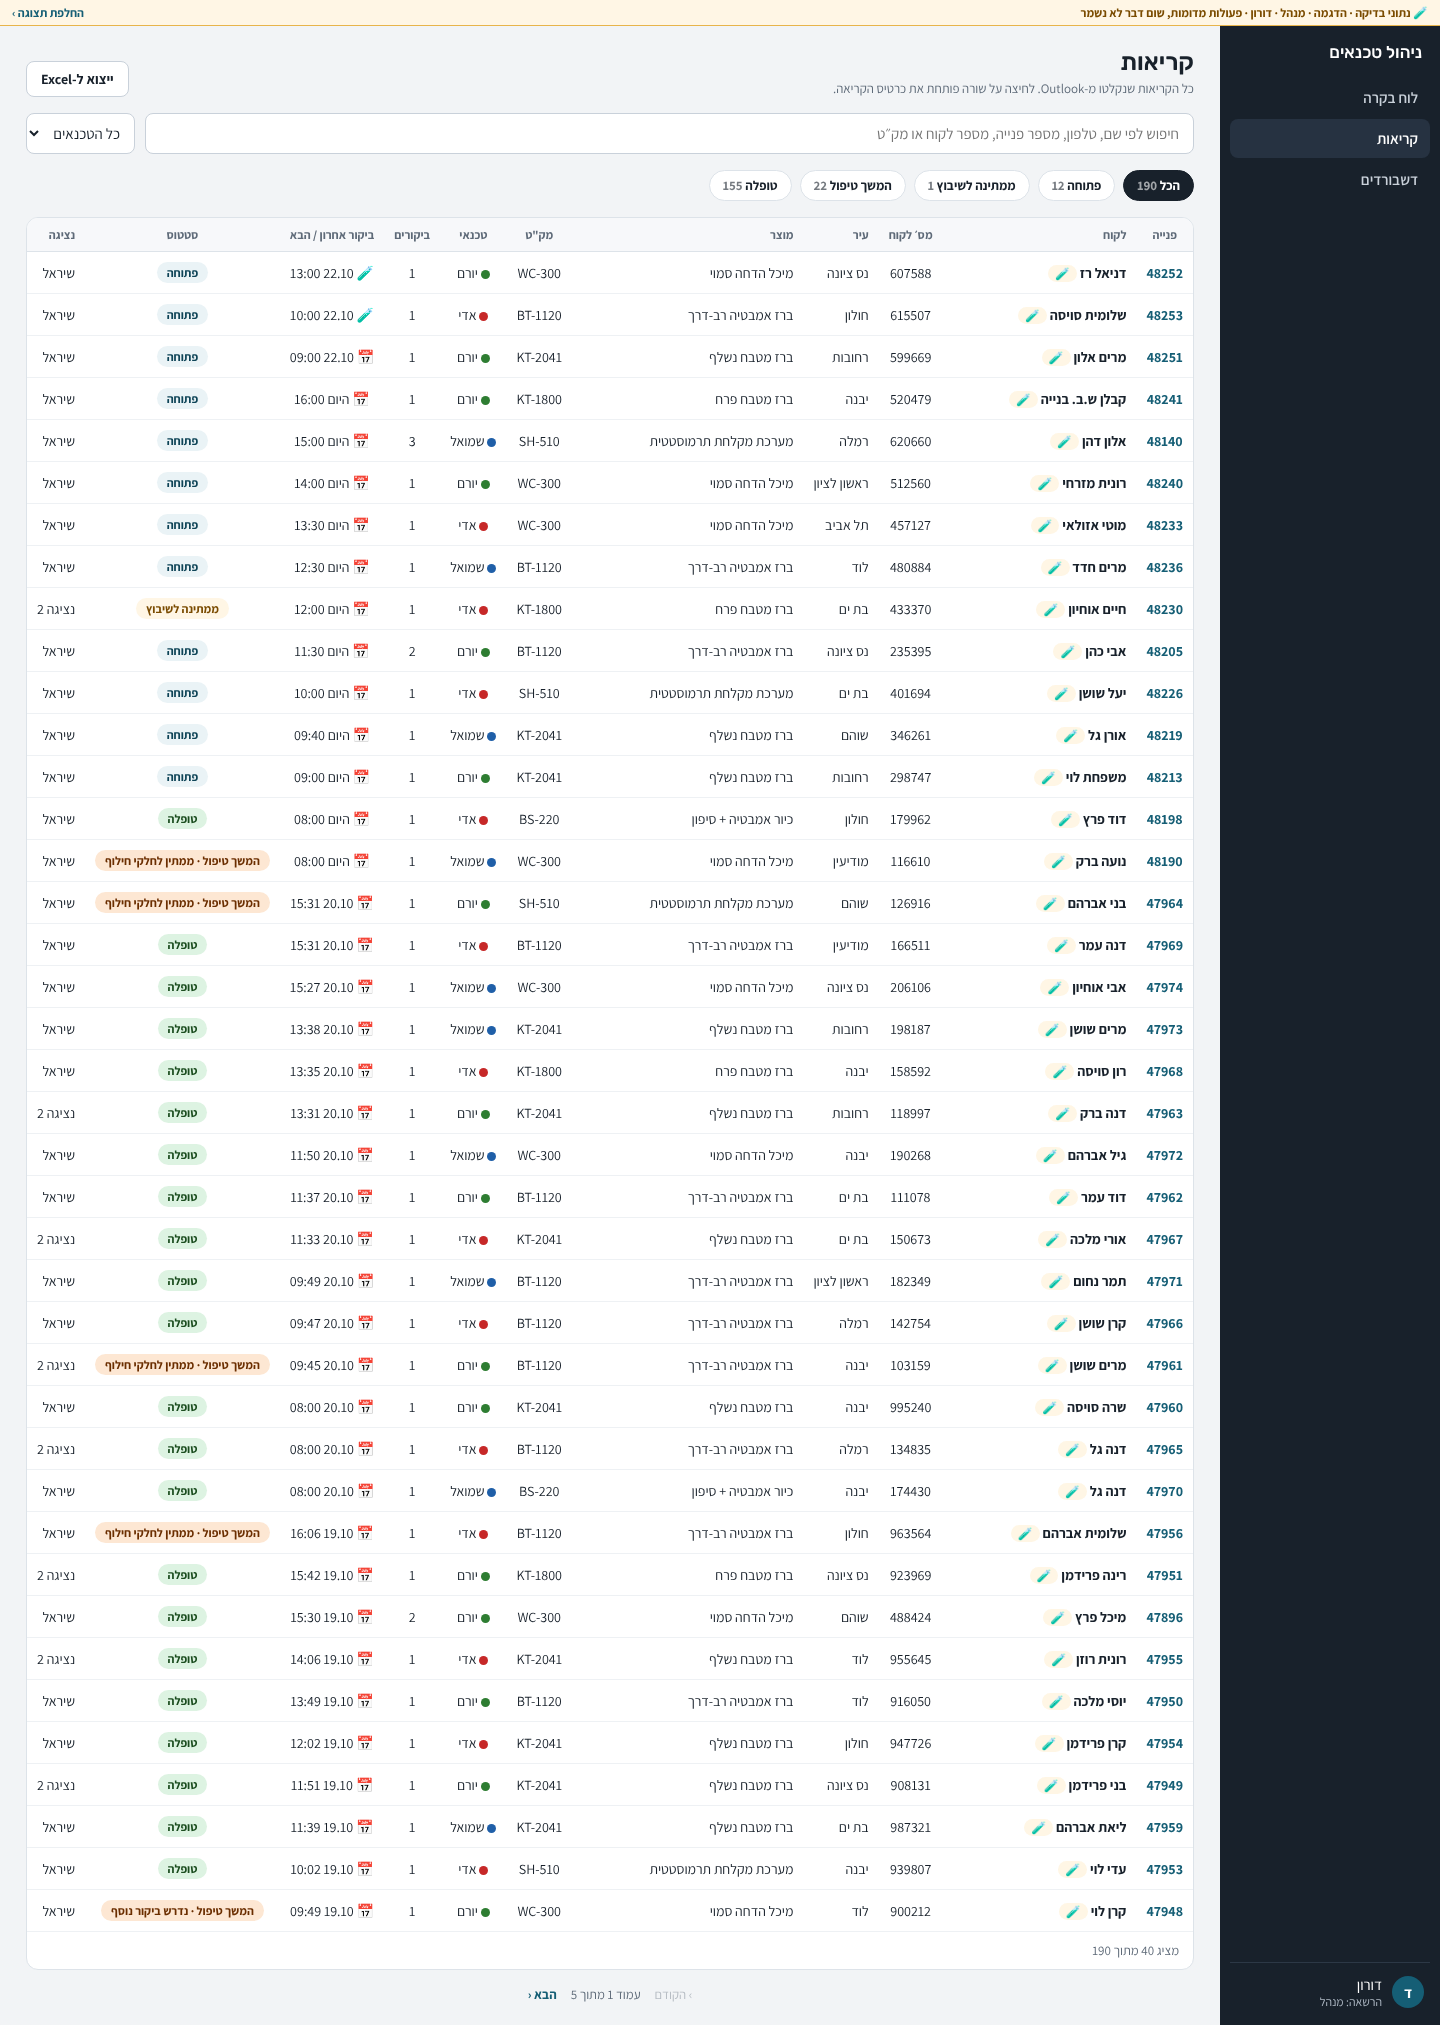 נתוני בדיקה · הדגמה · מנהל · דורון · פעולות מדומות, שום דבר לא נשמר
החלפת תצוגה ›
ניהול טכנאים
לוח בקרה
קריאות
דשבורדים
קריאות
כל הקריאות שנקלטו מ-Outlook. לחיצה על שורה פותחת את כרטיס הקריאה.
ייצוא ל-Excel
חיפוש לפי שם, טלפון, מספר פנייה, מספר לקוח או מק״ט
כל הטכנאים
הכל 190 פתוחה 12 ממתינה לשיבוץ 1 המשך טיפול 22 טופלה 155
פנייה לקוח מס׳ לקוח עיר מוצר מק"ט טכנאי ביקורים ביקור אחרון / הבא סטטוס נציגה
48252 דניאל רז 607588 נס ציונה מיכל הדחה סמוי WC-300 יורם 1 22.10 13:00 פתוחה שיראל
48253 שלומית סויסה 615507 חולון ברז אמבטיה רב-דרך BT-1120 אדי 1 22.10 10:00 פתוחה שיראל
48251 מרים אלון 599669 רחובות ברז מטבח נשלף KT-2041 יורם 1 22.10 09:00 פתוחה שיראל
48241 קבלן ש.ב. בנייה 520479 יבנה ברז מטבח פרח KT-1800 יורם 1 היום 16:00 פתוחה שיראל
48140 אלון דהן 620660 רמלה מערכת מקלחת תרמוסטטית SH-510 שמואל 3 היום 15:00 פתוחה שיראל
48240 רונית מזרחי 512560 ראשון לציון מיכל הדחה סמוי WC-300 יורם 1 היום 14:00 פתוחה שיראל
48233 מוטי אזולאי 457127 תל אביב מיכל הדחה סמוי WC-300 אדי 1 היום 13:30 פתוחה שיראל
48236 מרים חדד 480884 לוד ברז אמבטיה רב-דרך BT-1120 שמואל 1 היום 12:30 פתוחה שיראל
48230 חיים אוחיון 433370 בת ים ברז מטבח פרח KT-1800 אדי 1 היום 12:00 ממתינה לשיבוץ נציגה 2
48205 אבי כהן 235395 נס ציונה ברז אמבטיה רב-דרך BT-1120 יורם 2 היום 11:30 פתוחה שיראל
48226 יעל שושן 401694 בת ים מערכת מקלחת תרמוסטטית SH-510 אדי 1 היום 10:00 פתוחה שיראל
48219 אורן גל 346261 שוהם ברז מטבח נשלף KT-2041 שמואל 1 היום 09:40 פתוחה שיראל
48213 משפחת לוי 298747 רחובות ברז מטבח נשלף KT-2041 יורם 1 היום 09:00 פתוחה שיראל
48198 דוד פרץ 179962 חולון כיור אמבטיה + סיפון BS-220 אדי 1 היום 08:00 טופלה שיראל
48190 נועה ברק 116610 מודיעין מיכל הדחה סמוי WC-300 שמואל 1 היום 08:00 המשך טיפול · ממתין לחלקי חילוף שיראל
47964 בני אברהם 126916 שוהם מערכת מקלחת תרמוסטטית SH-510 יורם 1 20.10 15:31 המשך טיפול · ממתין לחלקי חילוף שיראל
47969 דנה עמר 166511 מודיעין ברז אמבטיה רב-דרך BT-1120 אדי 1 20.10 15:31 טופלה שיראל
47974 אבי אוחיון 206106 נס ציונה מיכל הדחה סמוי WC-300 שמואל 1 20.10 15:27 טופלה שיראל
47973 מרים שושן 198187 רחובות ברז מטבח נשלף KT-2041 שמואל 1 20.10 13:38 טופלה שיראל
47968 רון סויסה 158592 יבנה ברז מטבח פרח KT-1800 אדי 1 20.10 13:35 טופלה שיראל
47963 דנה ברק 118997 רחובות ברז מטבח נשלף KT-2041 יורם 1 20.10 13:31 טופלה נציגה 2
47972 גיל אברהם 190268 יבנה מיכל הדחה סמוי WC-300 שמואל 1 20.10 11:50 טופלה שיראל
47962 דוד עמר 111078 בת ים ברז אמבטיה רב-דרך BT-1120 יורם 1 20.10 11:37 טופלה שיראל
47967 אורי מלכה 150673 בת ים ברז מטבח נשלף KT-2041 אדי 1 20.10 11:33 טופלה נציגה 2
47971 תמר נחום 182349 ראשון לציון ברז אמבטיה רב-דרך BT-1120 שמואל 1 20.10 09:49 טופלה שיראל
47966 קרן שושן 142754 רמלה ברז אמבטיה רב-דרך BT-1120 אדי 1 20.10 09:47 טופלה שיראל
47961 מרים שושן 103159 יבנה ברז אמבטיה רב-דרך BT-1120 יורם 1 20.10 09:45 המשך טיפול · ממתין לחלקי חילוף נציגה 2
47960 שרה סויסה 995240 יבנה ברז מטבח נשלף KT-2041 יורם 1 20.10 08:00 טופלה שיראל
47965 דנה גל 134835 רמלה ברז אמבטיה רב-דרך BT-1120 אדי 1 20.10 08:00 טופלה נציגה 2
47970 דנה גל 174430 יבנה כיור אמבטיה + סיפון BS-220 שמואל 1 20.10 08:00 טופלה שיראל
47956 שלומית אברהם 963564 חולון ברז אמבטיה רב-דרך BT-1120 אדי 1 19.10 16:06 המשך טיפול · ממתין לחלקי חילוף שיראל
47951 רינה פרידמן 923969 נס ציונה ברז מטבח פרח KT-1800 יורם 1 19.10 15:42 טופלה נציגה 2
47896 מיכל פרץ 488424 שוהם מיכל הדחה סמוי WC-300 יורם 2 19.10 15:30 טופלה שיראל
47955 רונית רוזן 955645 לוד ברז מטבח נשלף KT-2041 אדי 1 19.10 14:06 טופלה נציגה 2
47950 יוסי מלכה 916050 לוד ברז אמבטיה רב-דרך BT-1120 יורם 1 19.10 13:49 טופלה שיראל
47954 קרן פרידמן 947726 חולון ברז מטבח נשלף KT-2041 אדי 1 19.10 12:02 טופלה שיראל
47949 בני פרידמן 908131 נס ציונה ברז מטבח נשלף KT-2041 יורם 1 19.10 11:51 טופלה נציגה 2
47959 ליאת אברהם 987321 בת ים ברז מטבח נשלף KT-2041 שמואל 1 19.10 11:39 טופלה שיראל
47953 עדי לוי 939807 יבנה מערכת מקלחת תרמוסטטית SH-510 אדי 1 19.10 10:02 טופלה שיראל
47948 קרן לוי 900212 לוד מיכל הדחה סמוי WC-300 יורם 1 19.10 09:49 המשך טיפול · נדרש ביקור נוסף שיראל
מציג 40 מתוך 190
‹ הקודם עמוד 1 מתוך 5 הבא ›
ד
דורון
הרשאה: מנהל